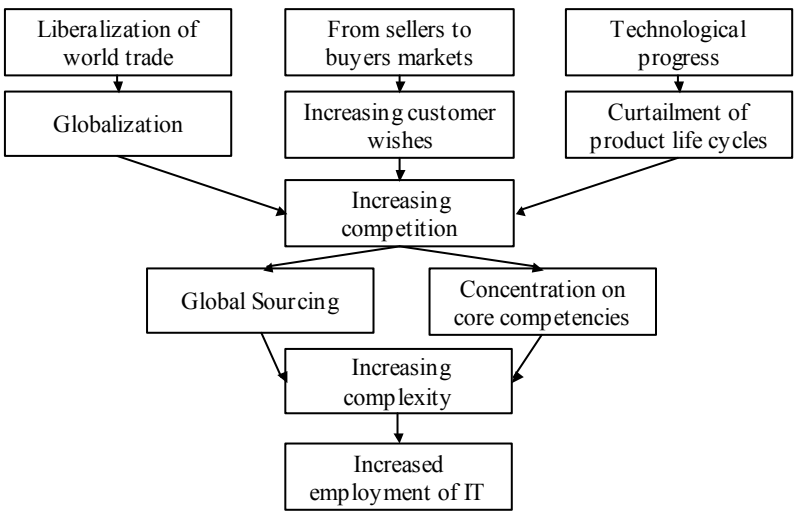 Liberalization of
world trade
From sellers to
buyers markets
Technological
progress
Globalization
Increasing customer
wishes
Curtailment of
product life cycles
Increasing
competition
Global Sourcing
Concentration on
core competencies
Increasing
complexity
Increased
employment of IT